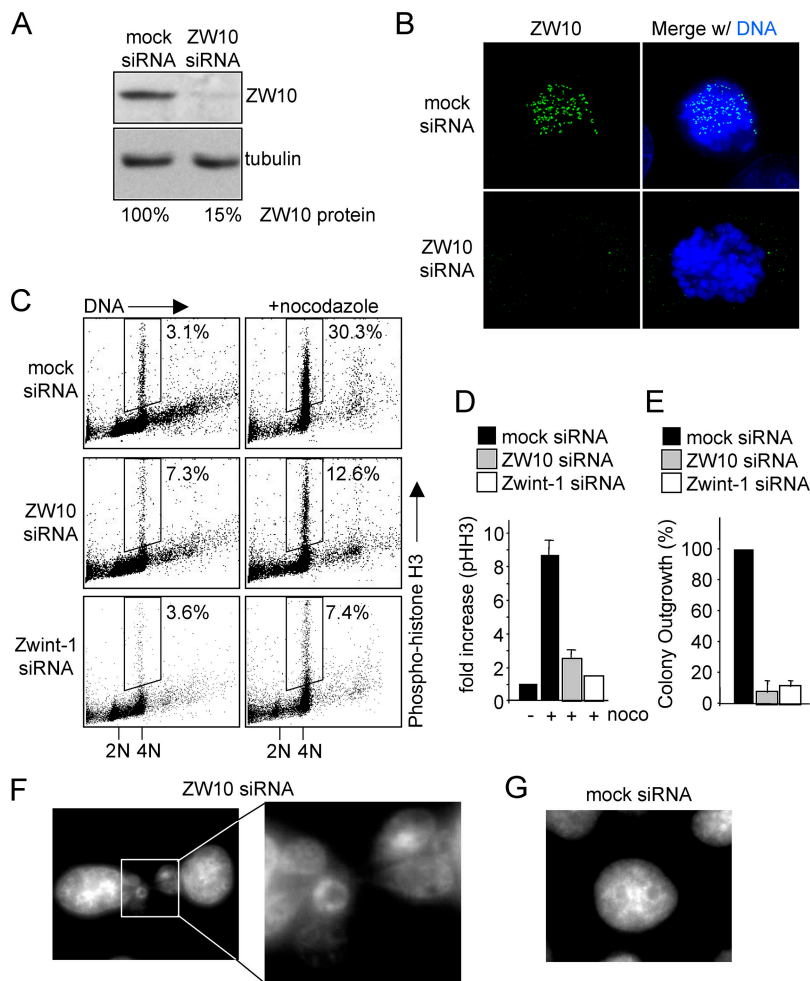 A
mock siRNA
ZW10 siRNA
ZW10
tubulin
100% 15% ZW10 protein
B
ZW10 Merge w/ DNA
mock siRNA
ZW10 siRNA
C
DNA +nocodazole
mock siRNA
3.1% 30.3%
ZW10 siRNA
7.3% 12.6%
Zwint-1 siRNA
3.6% 7.4%
Phospho-histone H3
2N 4N 2N 4N
D
mock siRNA
ZW10 siRNA
Zwint-1 siRNA
fold increase (pHH3)
10
8
6
4
2
0
- + + + noco
E
mock siRNA
ZW10 siRNA
Zwint-1 siRNA
Colony Outgrowth (%)
100
80
60
40
20
0
F
ZW10 siRNA
G
mock siRNA